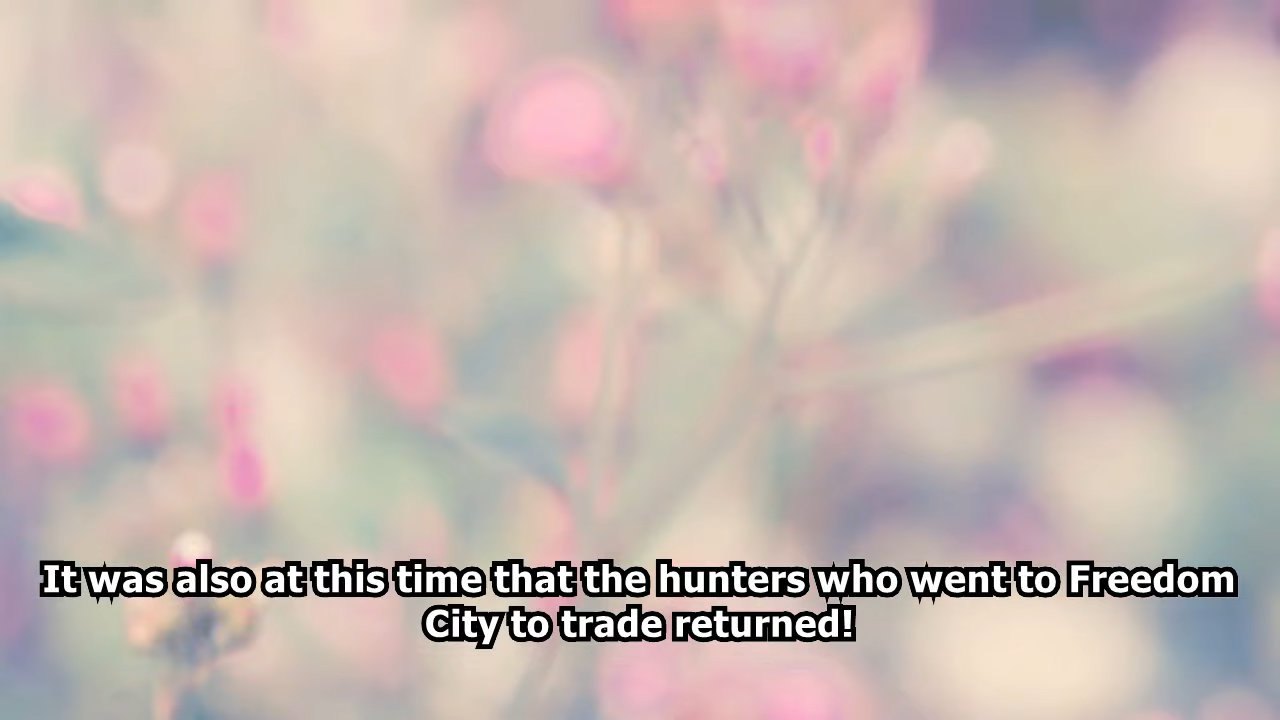 It was also at this time that the hunters who went to Freedom
City to trade returned!